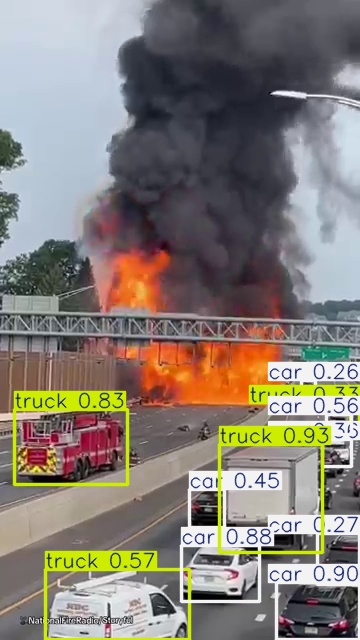 car 0.26
truck 0.33
truck 0.83
car 0.56
truck 0.93
car 0.45
car 0.27
car 0.88
truck 0.57
car 0.90
@NationalFireRadio/Storyful